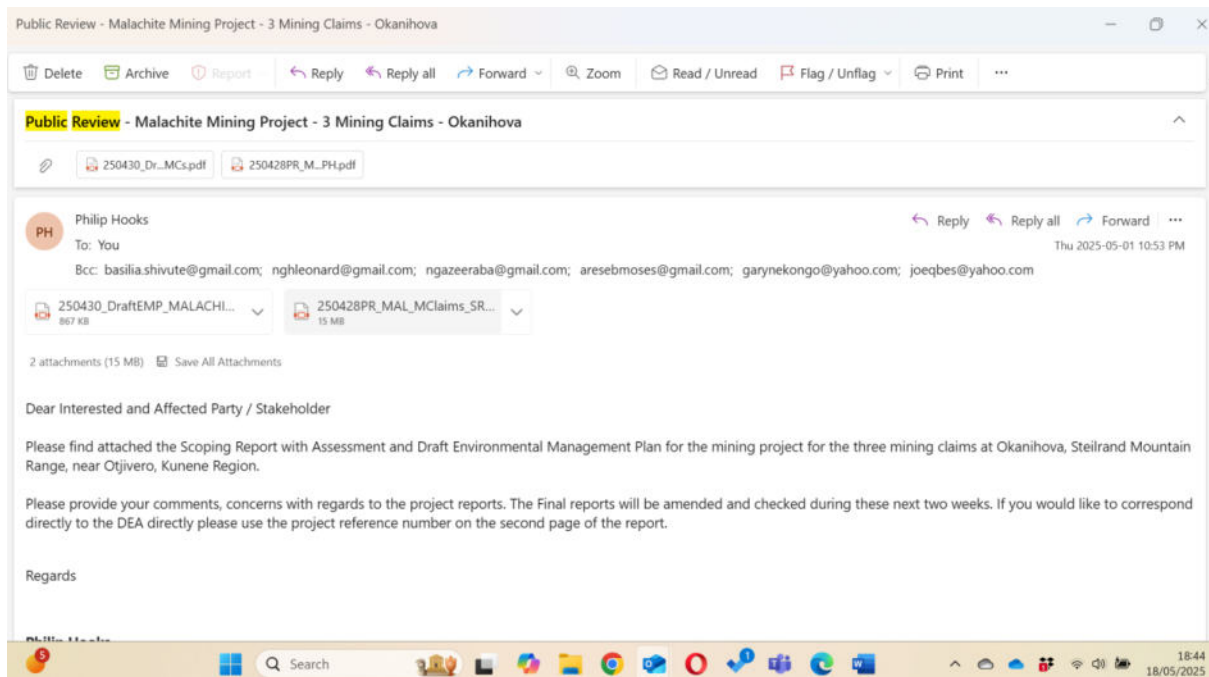 Public Review - Malachite Mining Project - 3 Mining Claims - Okanihova
Delete Archive Report Reply Reply all Forward Zoom Read / Unread Flag / Unflag Print ...
Public Review - Malachite Mining Project - 3 Mining Claims - Okanihova
250430_Dr...MCs.pdf 250428PR_M...PH.pdf
PH
Philip Hooks
Reply Reply all Forward ...
To: You
Thu 2025-05-01 10:53 PM
Bcc: basilia.shivute@gmail.com; nghleonard@gmail.com; ngazeeraba@gmail.com; aresebmoses@gmail.com; garynekongo@yahoo.com; joeqbes@yahoo.com
250430_DraftEMP_MALACHI... 250428PR_MAL_MClaims_SR...
867 KB 15 MB
2 attachments (15 MB) Save All Attachments
Dear Interested and Affected Party / Stakeholder
Please find attached the Scoping Report with Assessment and Draft Environmental Management Plan for the mining project for the three mining claims at Okanihova, Steilrand Mountain
Range, near Otjivero, Kunene Region.
Please provide your comments, concerns with regards to the project reports. The Final reports will be amended and checked during these next two weeks. If you would like to correspond
directly to the DEA directly please use the project reference number on the second page of the report.
Regards
Philip Hooks
5
Search
18:44
18/05/2025